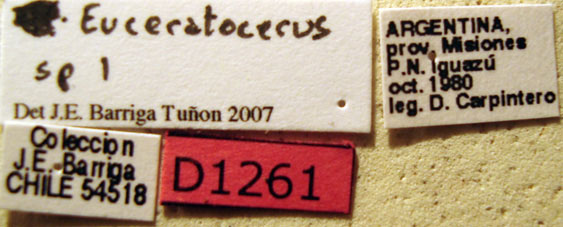 Euceratocerus
sp 1
Det J.E. Barriga Tuñon 2007
ARGENTINA,
prov. Misiones
P.N. Iguazú
oct. 1980
leg. D. Carpintero
Coleccion
J.E. Barriga
CHILE 54518
D1261